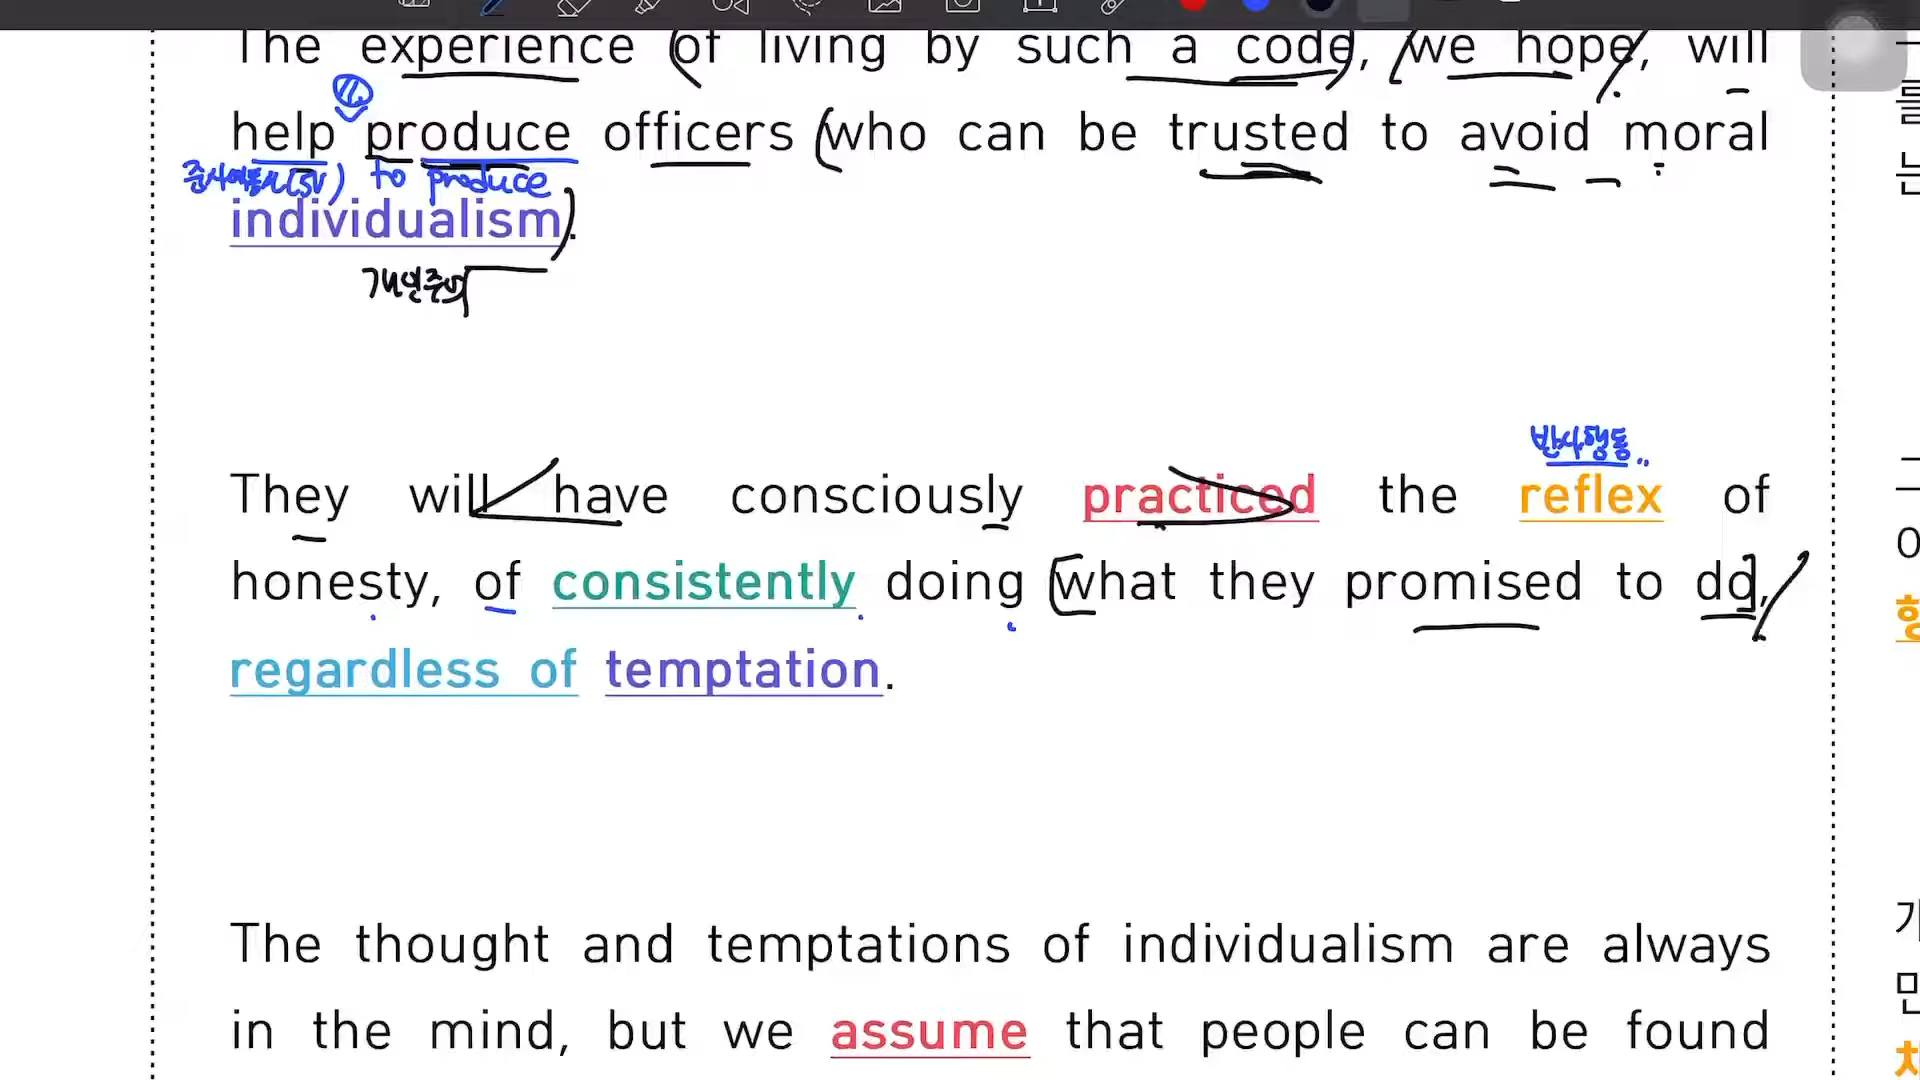 The experience of living by such a code, we hope, will
help produce officers who can be trusted to avoid moral
준사역동사(5V) to produce
individualism.
개인주의
반사행동
They will have consciously practiced the reflex of
honesty, of consistently doing what they promised to do,
regardless of temptation.
The thought and temptations of individualism are always
in the mind, but we assume that people can be found
를
는